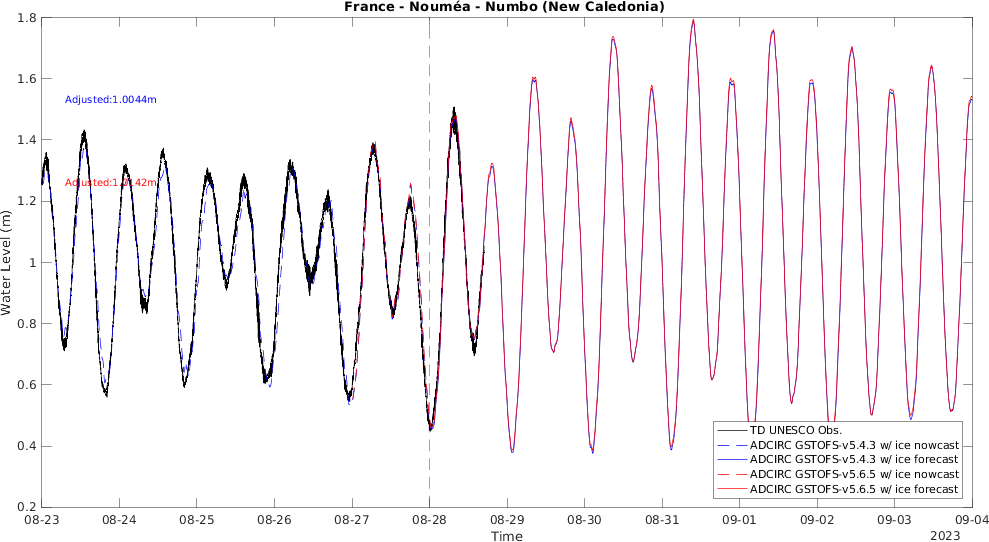 France - Nouméa - Numbo (New Caledonia)
1.8
1.6
1.4
1.2
1
0.8
0.6
0.4
0.2
Water Level (m)
Adjusted:1.0044m
TD UNESCO Obs.
ADCIRC GSTOFS-v5.4.3 w/ ice nowcast
ADCIRC GSTOFS-v5.4.3 w/ ice forecast
ADCIRC GSTOFS-v5.6.5 w/ ice nowcast
ADCIRC GSTOFS-v5.6.5 w/ ice forecast
08-23 08-24 08-25 08-26 08-27 08-28 08-29 08-30 08-31 09-01 09-02 09-03 09-04
Time
2023